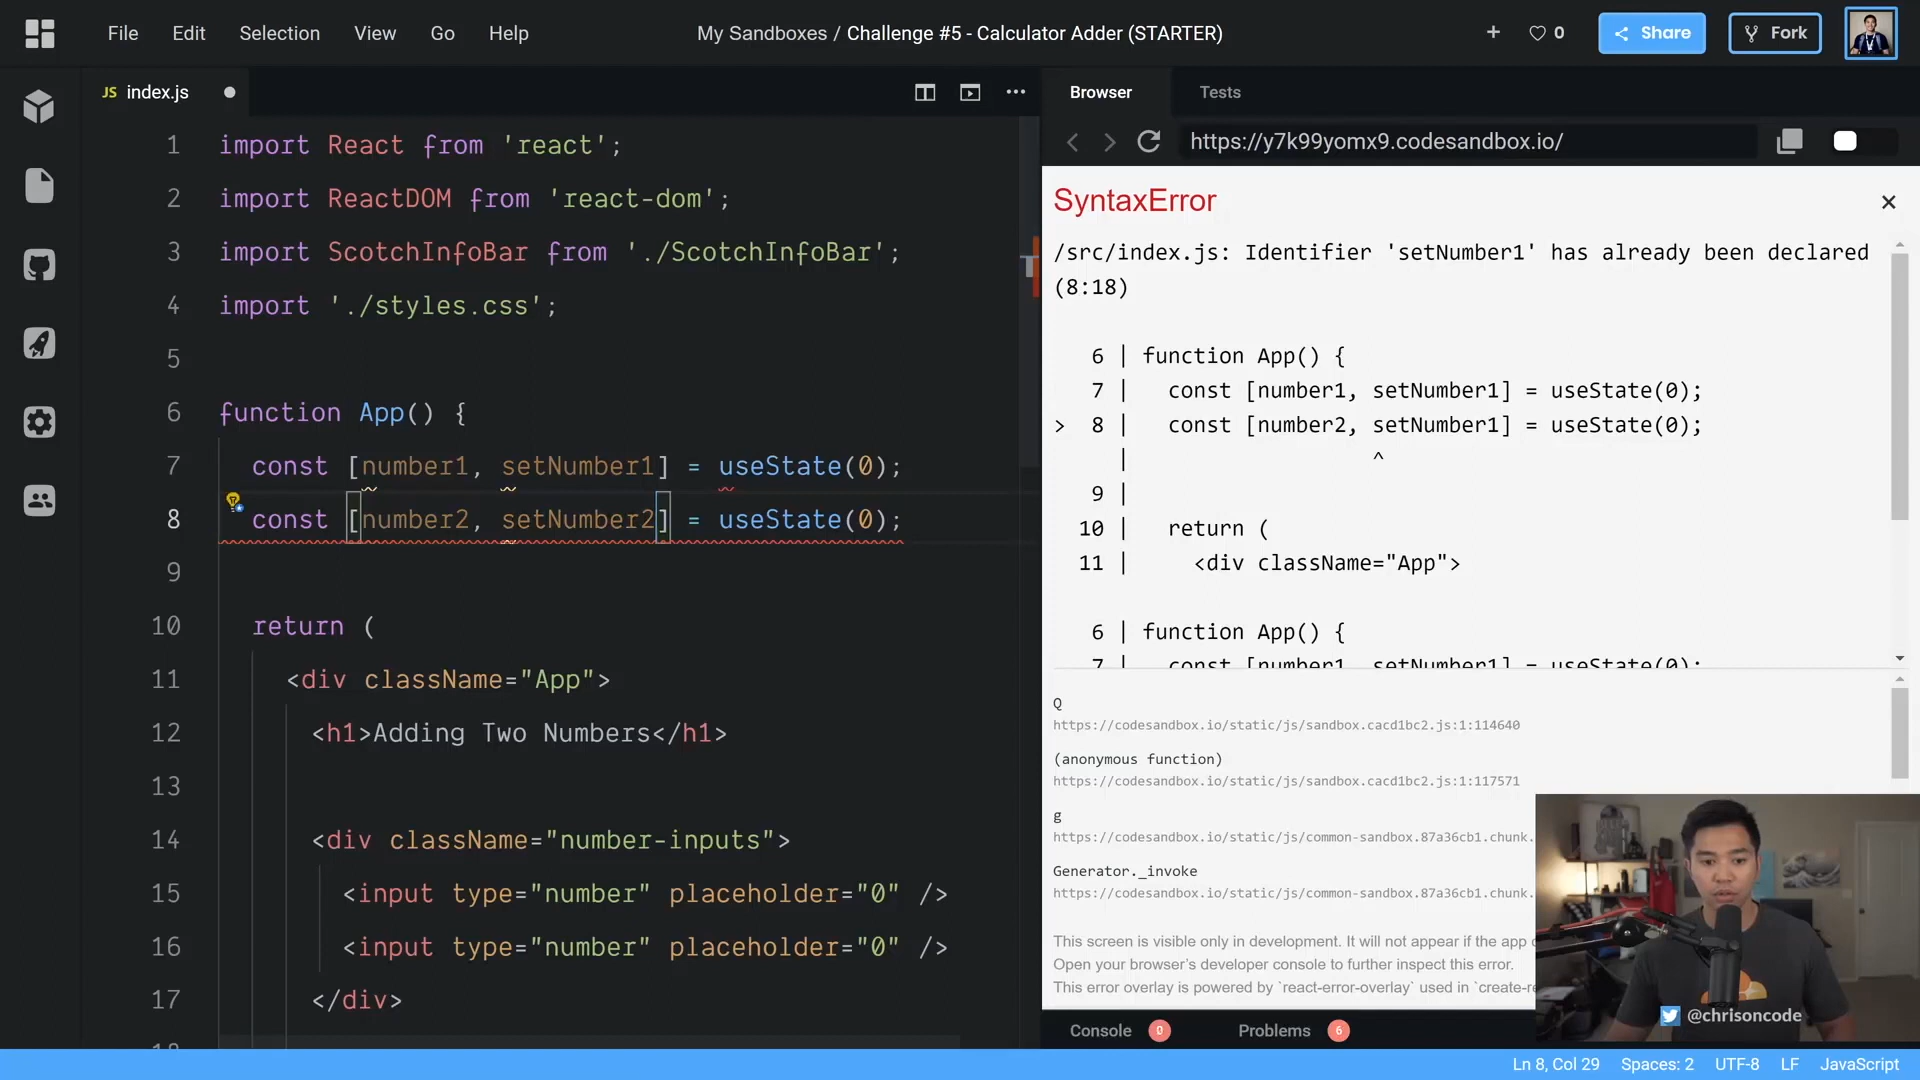 File Edit Selection View Go Help
My Sandboxes / Challenge #5 - Calculator Adder (STARTER)
+ 0 Share Fork
JS index.js
1 import React from 'react';
2 import ReactDOM from 'react-dom';
3 import ScotchInfoBar from './ScotchInfoBar';
4 import './styles.css';
5
6 function App() {
7 const [number1, setNumber1] = useState(0);
8 const [number2, setNumber2] = useState(0);
9
10 return (
11 <div className="App">
12 <h1>Adding Two Numbers</h1>
13
14 <div className="number-inputs">
15 <input type="number" placeholder="0" />
16 <input type="number" placeholder="0" />
17 </div>
Browser Tests
https://y7k99yomx9.codesandbox.io/
SyntaxError
/src/index.js: Identifier 'setNumber1' has already been declared
(8:18)
6 | function App() {
7 | const [number1, setNumber1] = useState(0);
> 8 | const [number2, setNumber1] = useState(0);
| ^
9 |
10 | return (
11 | <div className="App">
6 | function App() {
7 | const [number1, setNumber1] = useState(0);
Q
https://codesandbox.io/static/js/sandbox.cacd1bc2.js:1:114640
(anonymous function)
https://codesandbox.io/static/js/sandbox.cacd1bc2.js:1:117571
g
https://codesandbox.io/static/js/common-sandbox.87a36cb1.chunk.
Generator._invoke
https://codesandbox.io/static/js/common-sandbox.87a36cb1.chunk.
This screen is visible only in development. It will not appear if the app
Open your browser's developer console to further inspect this error.
This error overlay is powered by `react-error-overlay` used in `create-re
@chrisoncode
Console 0 Problems 6
Ln 8, Col 29 Spaces: 2 UTF-8 LF JavaScript